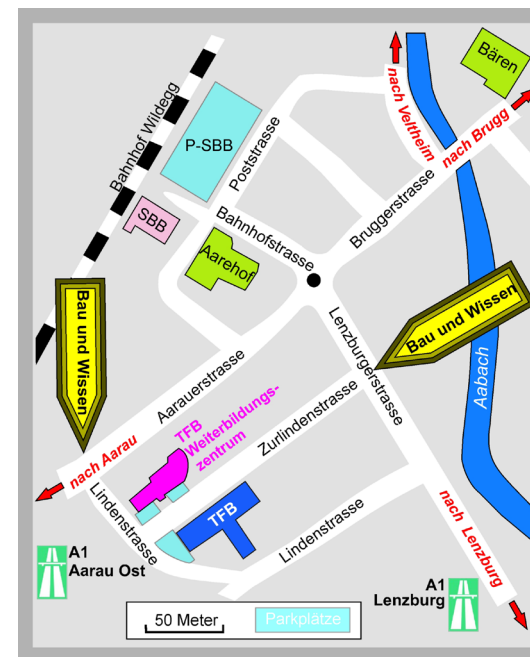 Bären
nach Veltheim
nach Brugg
Bahnhof Wildegg
P-SBB
Poststrasse
SBB
Bahnhofstrasse
Bruggerstrasse
Aarehof
Bau und Wissen
Bau und Wissen
Lenzburgerstrasse
Aabach
Aarauerstrasse
TFB
Weiterbildungs-
zentrum
Zurlindenstrasse
nach Aarau
Lindenstrasse
TFB
Lindenstrasse
nach Lenzburg
A1
Aarau Ost
A1
Lenzburg
50 Meter
Parkplätze